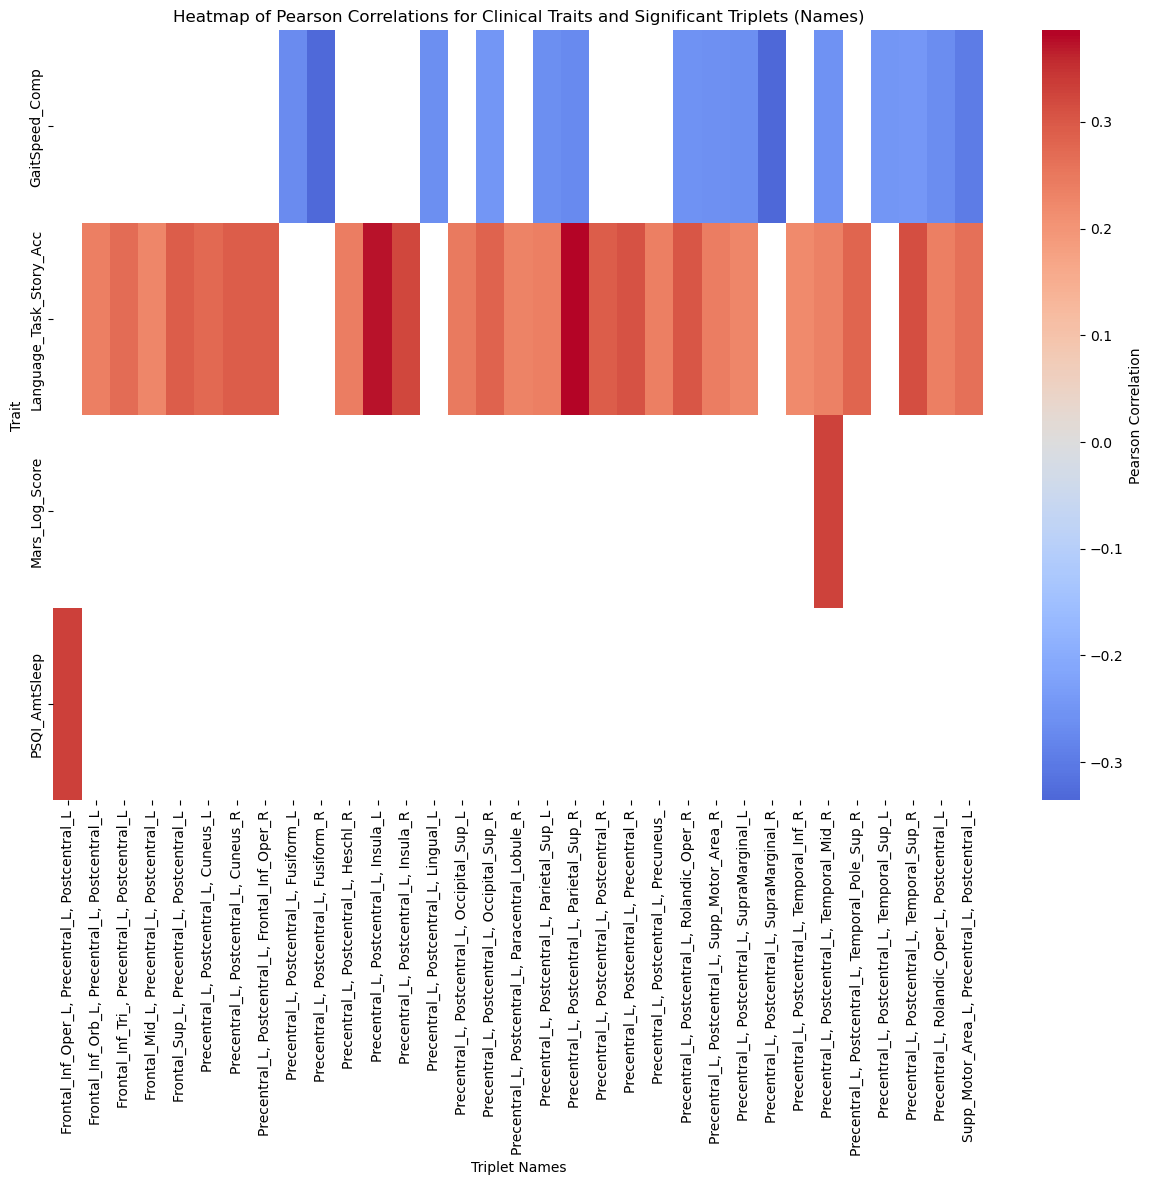 Heatmap of Pearson Correlations for Clinical Traits and Significant Triplets (Names)
Trait
GaitSpeed_Comp
Language_Task_Story_Acc
Mars_Log_Score
PSQI_AmtSleep
Frontal_Inf_Oper_L, Precentral_L, Postcentral_L
Frontal_Inf_Orb_L, Precentral_L, Postcentral_L
Frontal_Inf_Tri_, Precentral_L, Postcentral_L
Frontal_Mid_L, Precentral_L, Postcentral_L
Frontal_Sup_L, Precentral_L, Postcentral_L
Precentral_L, Postcentral_L, Cuneus_L
Precentral_L, Postcentral_L, Cuneus_R
Precentral_L, Postcentral_L, Frontal_Inf_Oper_R
Precentral_L, Postcentral_L, Fusiform_L
Precentral_L, Postcentral_L, Fusiform_R
Precentral_L, Postcentral_L, Heschl_R
Precentral_L, Postcentral_L, Insula_L
Precentral_L, Postcentral_L, Insula_R
Precentral_L, Postcentral_L, Lingual_L
Precentral_L, Postcentral_L, Occipital_Sup_L
Precentral_L, Postcentral_L, Occipital_Sup_R
Precentral_L, Postcentral_L, Paracentral_Lobule_R
Precentral_L, Postcentral_L, Parietal_Sup_L
Precentral_L, Postcentral_L, Parietal_Sup_R
Precentral_L, Postcentral_L, Postcentral_R
Precentral_L, Postcentral_L, Precentral_R
Precentral_L, Postcentral_L, Precuneus_
Precentral_L, Postcentral_L, Rolandic_Oper_R
Precentral_L, Postcentral_L, Supp_Motor_Area_R
Precentral_L, Postcentral_L, SupraMarginal_L
Precentral_L, Postcentral_L, SupraMarginal_R
Precentral_L, Postcentral_L, Temporal_Inf_R
Precentral_L, Postcentral_L, Temporal_Mid_R
Precentral_L, Postcentral_L, Temporal_Pole_Sup_R
Precentral_L, Postcentral_L, Temporal_Sup_L
Precentral_L, Postcentral_L, Temporal_Sup_R
Precentral_L, Rolandic_Oper_L, Postcentral_L
Supp_Motor_Area_L, Precentral_L, Postcentral_L
Triplet Names
0.3
0.2
0.1
0.0
−0.1
−0.2
−0.3
Pearson Correlation